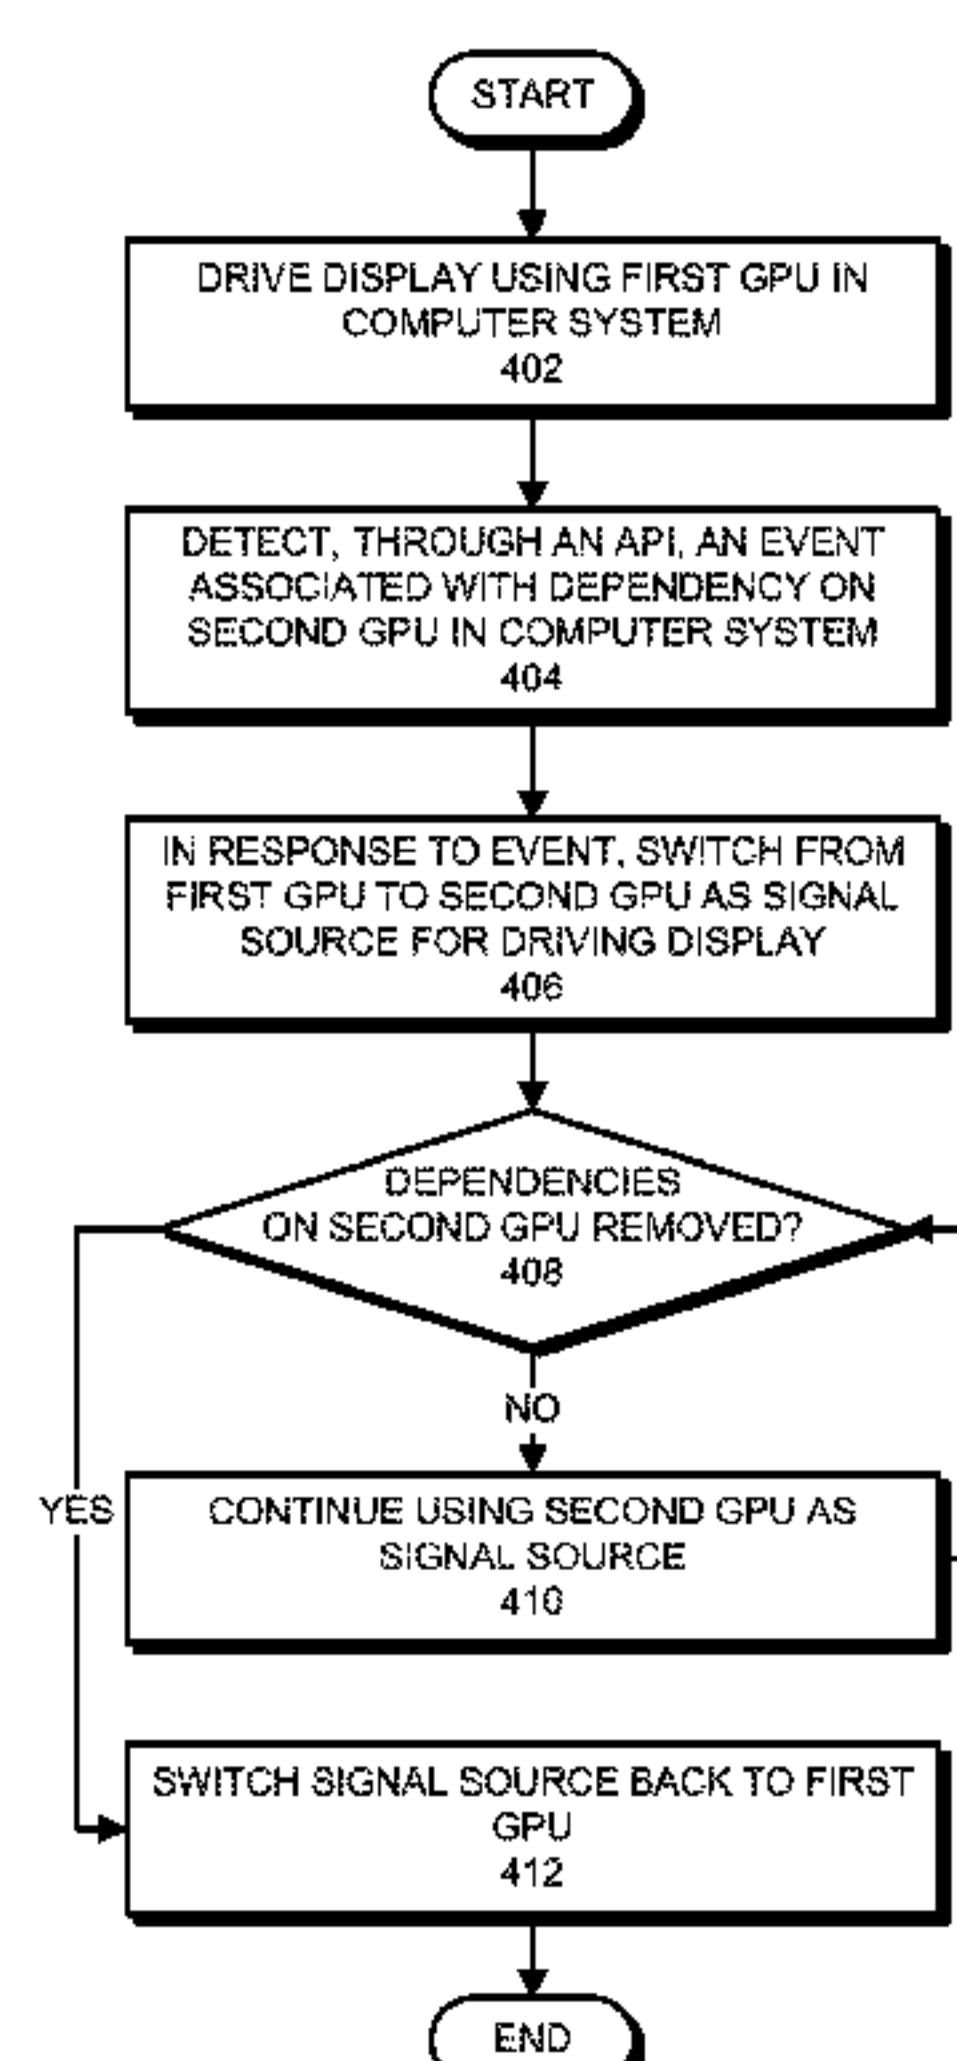 START
DRIVE DISPLAY USING FIRST GPU IN
COMPUTER SYSTEM
402
DETECT, THROUGH AN API, AN EVENT
ASSOCIATED WITH DEPENDENCY ON
SECOND GPU IN COMPUTER SYSTEM
404
IN RESPONSE TO EVENT, SWITCH FROM
FIRST GPU TO SECOND GPU AS SIGNAL
SOURCE FOR DRIVING DISPLAY
406
DEPENDENCIES
ON SECOND GPU REMOVED?
408
NO
YES
CONTINUE USING SECOND GPU AS
SIGNAL SOURCE
410
SWITCH SIGNAL SOURCE BACK TO FIRST
GPU
412
END